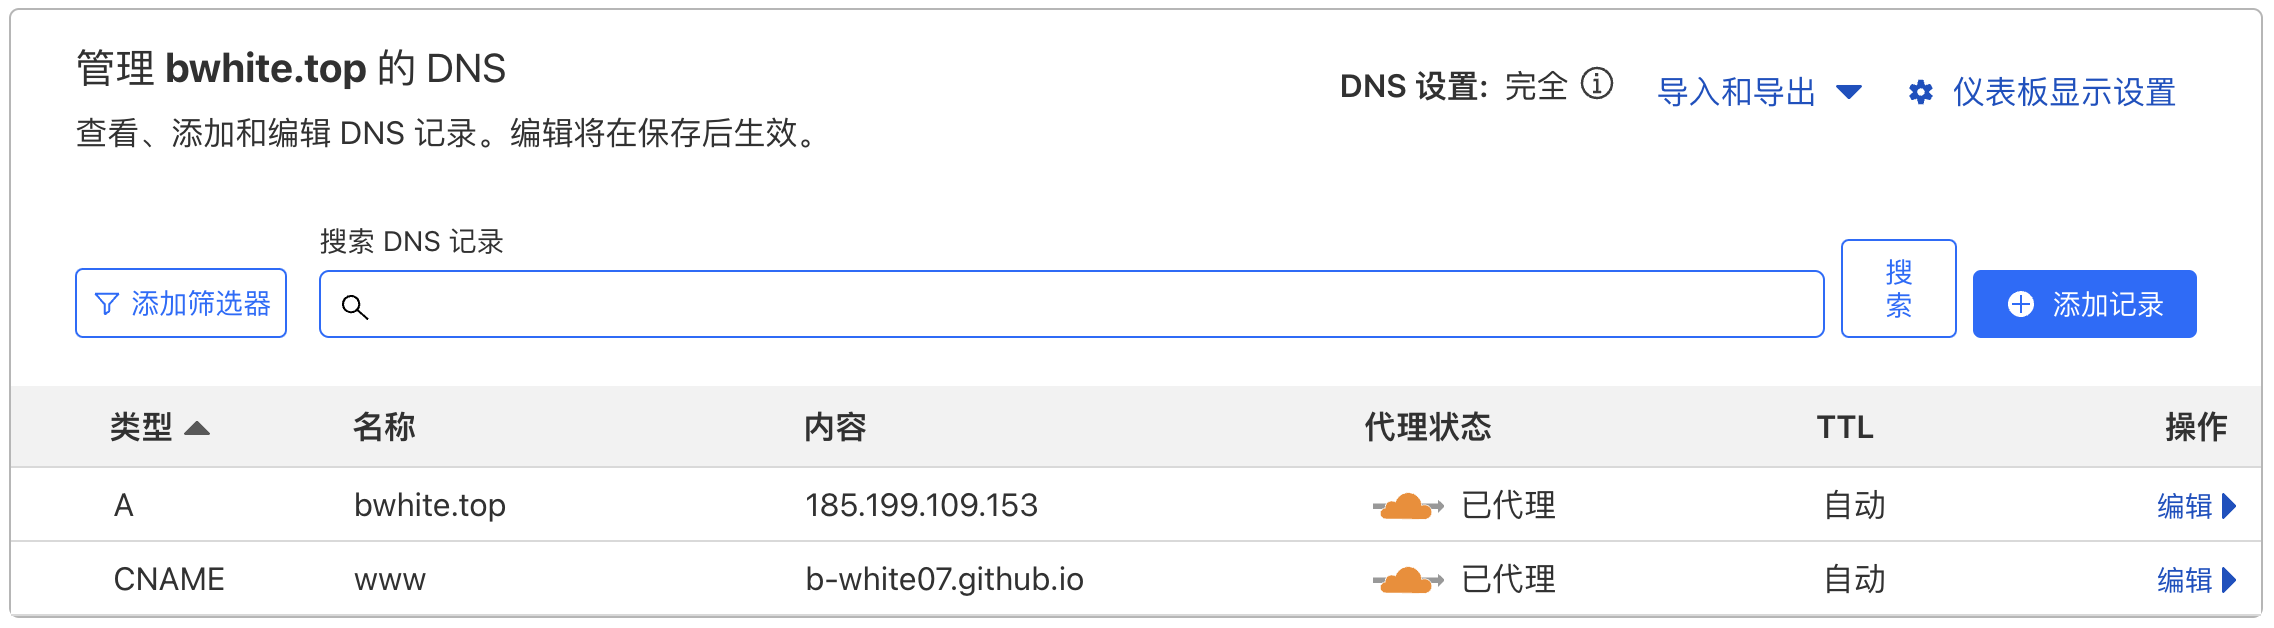 管理 bwhite.top 的 DNS
DNS 设置: 完全
导入和导出
仪表板显示设置
查看、添加和编辑 DNS 记录。编辑将在保存后生效。
搜索 DNS 记录
添加筛选器
搜
索
添加记录
类型 名称 内容 代理状态 TTL 操作
A bwhite.top 185.199.109.153 已代理 自动 编辑
CNAME www b-white07.github.io 已代理 自动 编辑